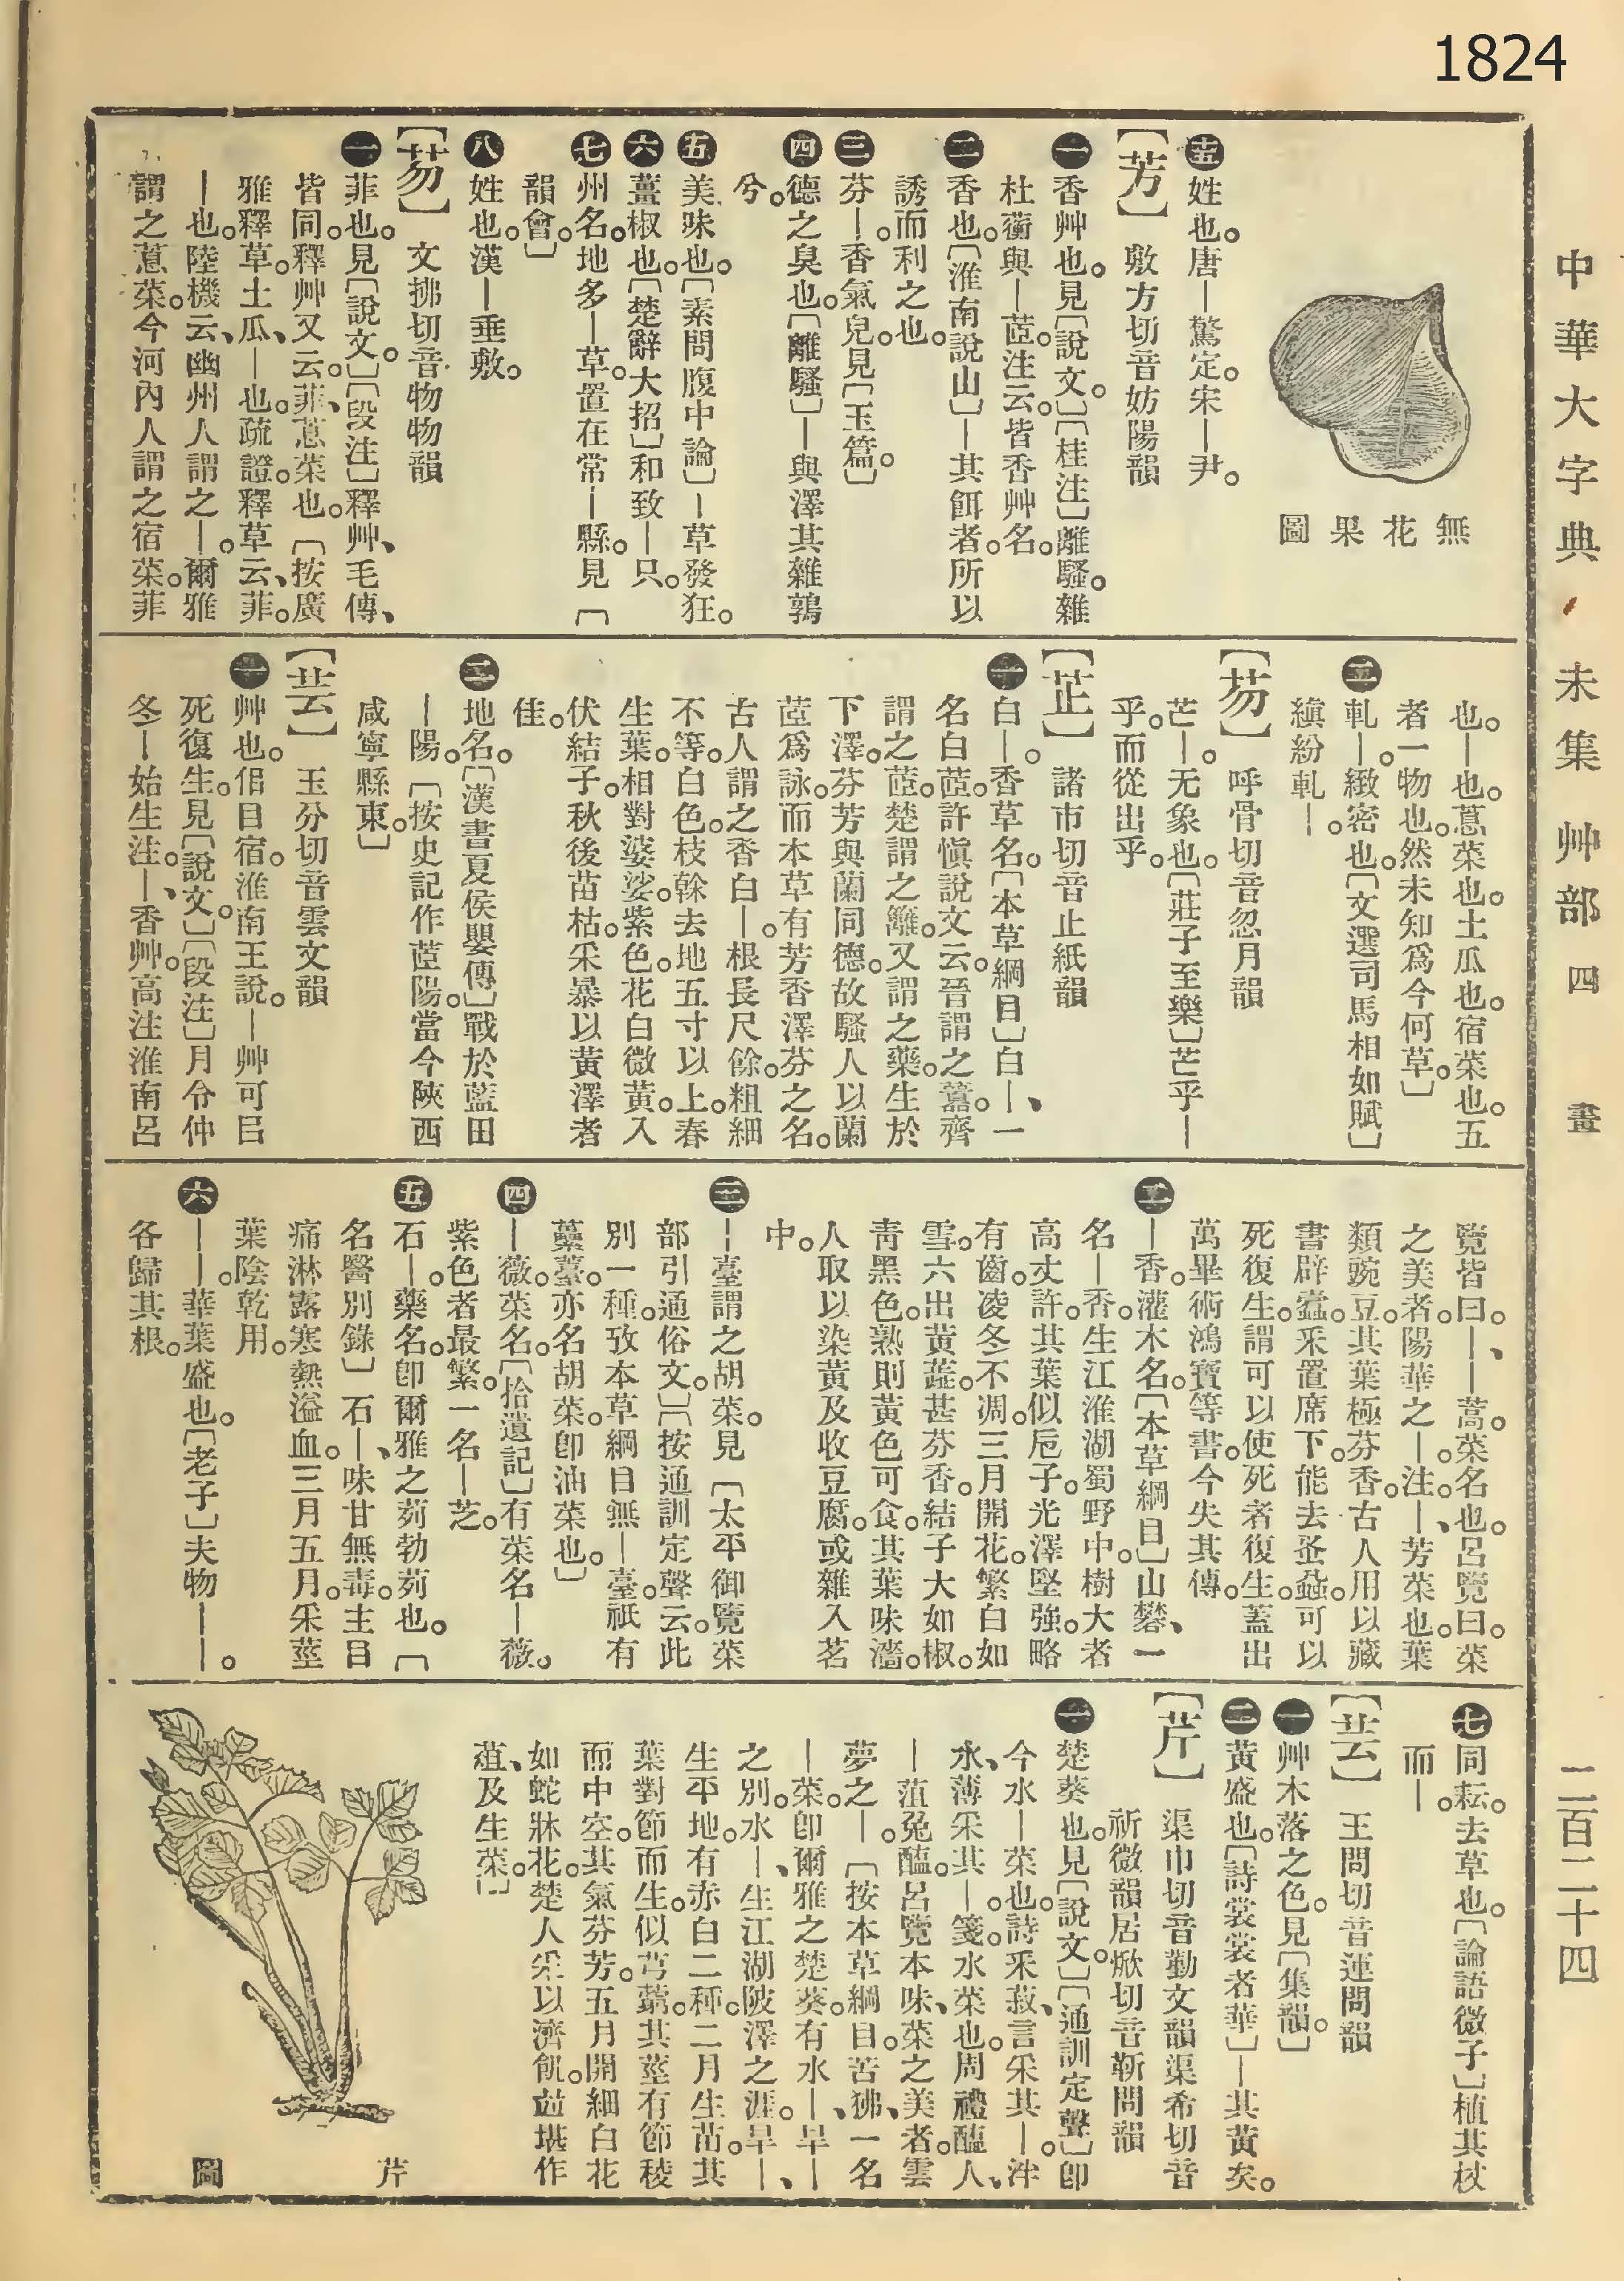 1824
中華大字典 未集 艸部 四畫 二百二十四
無花果圖
(十五)姓也。唐｜驚定。宋｜尹。
【芳】敷方切音妨陽韻
(一)香艸也。見〔說文。〕〔桂注〕離騷。雜
杜蘅與｜茝。注云。皆香艸名。
(二)香也。〔淮南說山〕｜其餌者。所以
誘而利之也。
(三)芬｜。香氣皃。見〔玉篇。〕
(四)德之臭也。〔離騷〕｜與澤其雜鶉
兮。
(五)美味也。〔素問腹中論〕｜草發狂。
(六)薑椒也。〔楚辭大招〕和致｜只。
(七)州名。地多｜草。置在常｜縣。見〔
韻會。〕
(八)姓也。漢｜垂敷。
【芴】文拂切音物物韻
(一)菲也。見〔說文。〕〔段注〕釋艸、毛傳、
皆同。釋艸又云。菲、蒠菜也。〔按廣
雅釋草。土瓜、｜也。疏證。釋草云、菲。
｜也。陸機云、幽州人謂之｜。爾雅
謂之蒠菜。今河內人謂之宿菜。菲
也。｜也。蒠菜也。土瓜也。宿菜也。五
者一物也。然未知爲今何草。〕
(二)軋｜。緻密也。〔文選司馬相如賦〕
縝紛軋｜。
【芴】呼骨切音忽月韻
芒｜。无象也。〔莊子至樂〕芒乎｜
乎。而從出乎。
【芷】諸市切音止紙韻
(一)白｜。香草名。〔本草綱目〕白｜、一
名白茝。許愼說文云。晉謂之虈。齊
謂之茝。楚謂之蘺。又謂之藥。生於
下澤。芬芳與蘭同德。故騷人以蘭
茝爲詠。而本草有芳香澤芬之名。
古人謂之香白｜。根長尺餘。粗細
不等。白色。枝榦去地五寸以上。春
生葉。相對婆娑。紫色。花白微黃。入
伏結子。秋後苗枯。采暴以黃澤者
佳。
(二)地名。〔漢書夏侯嬰傳〕戰於藍田
｜陽。〔按史記作茝陽。當今陝西
咸寧縣東。〕
【芸】玉分切音雲文韻
(一)艸也。佀目宿。淮南王說。｜艸可㠯
死復生。見〔說文。〕〔段注〕月令仲
冬｜始生。注。｜、香艸。高注淮南呂
覽皆曰。｜、｜蒿。菜名也。呂覽曰。菜
之美者。陽華之｜。注。｜、芳菜也。葉
類豌豆。其葉極芬香。古人用以藏
書辟蠹。采置席下。能去蚤蝨。可以
死復生。謂可以使死者復生。蓋出
萬畢術鴻寶等書。今失其傳。
(二)｜香。灌木名。〔本草綱目〕山礬、一
名｜香。生江淮湖蜀野中。樹大者
高丈許。其葉似巵子。光澤堅強。略
有齒。凌冬不凋。三月開花。繁白如
雪。六出黃蕋。甚芬香。結子大如椒。
靑黑色。熟則黃色可食。其葉味濇。
人取以染黃及收豆腐。或雜入茗
中。
(三)｜臺謂之胡菜。見〔太平御覽菜
部引通俗文。〕〔按通訓定聲云。此
別一種。攷本草綱目無｜臺。祇有
蕓薹。亦名胡菜。卽油菜也。〕
(四)｜薇。菜名。〔拾遺記〕有菜名｜薇。
紫色者最繁。一名｜芝。
(五)石｜。藥名。卽爾雅之茢勃茢也。〔
名醫別錄〕石｜、味甘無毒。主目
痛淋露寒熱溢血。三月五月。采莖
葉陰乾用。
(六)｜｜。華葉盛也。〔老子〕夫物｜｜。
各歸其根。
(七)同耘。去草也。〔論語微子〕植其杖
而｜。
【芸】王問切音運問韻
(一)艸木落之色。見〔集韻。〕
(二)黃盛也。〔詩裳裳者華〕｜其黃矣。
【芹】渠巾切音勤文韻渠希切音
祈微韻居焮切音靳問韻
(一)楚葵也。見〔說文。〕〔通訓定聲〕卽
今水｜菜也。詩采菽、言采其｜。泮
水、薄采其｜。箋。水菜也。周禮醢人、
｜菹兔醢。呂覽本味、菜之美者。雲
夢之｜。〔按本草綱目。苦𤟑、一名
｜菜。卽爾雅之楚葵。有水｜、旱｜
之別。水｜、生江湖陂澤之涯。旱｜、
生平地。有赤白二種。二月生苗。其
葉對節而生。似芎藭。其莖有節稜
而中空。其氣芬芳。五月開細白花
如蛇牀花。楚人采以濟飢。竝堪作
葅、及生菜。〕
芹圖